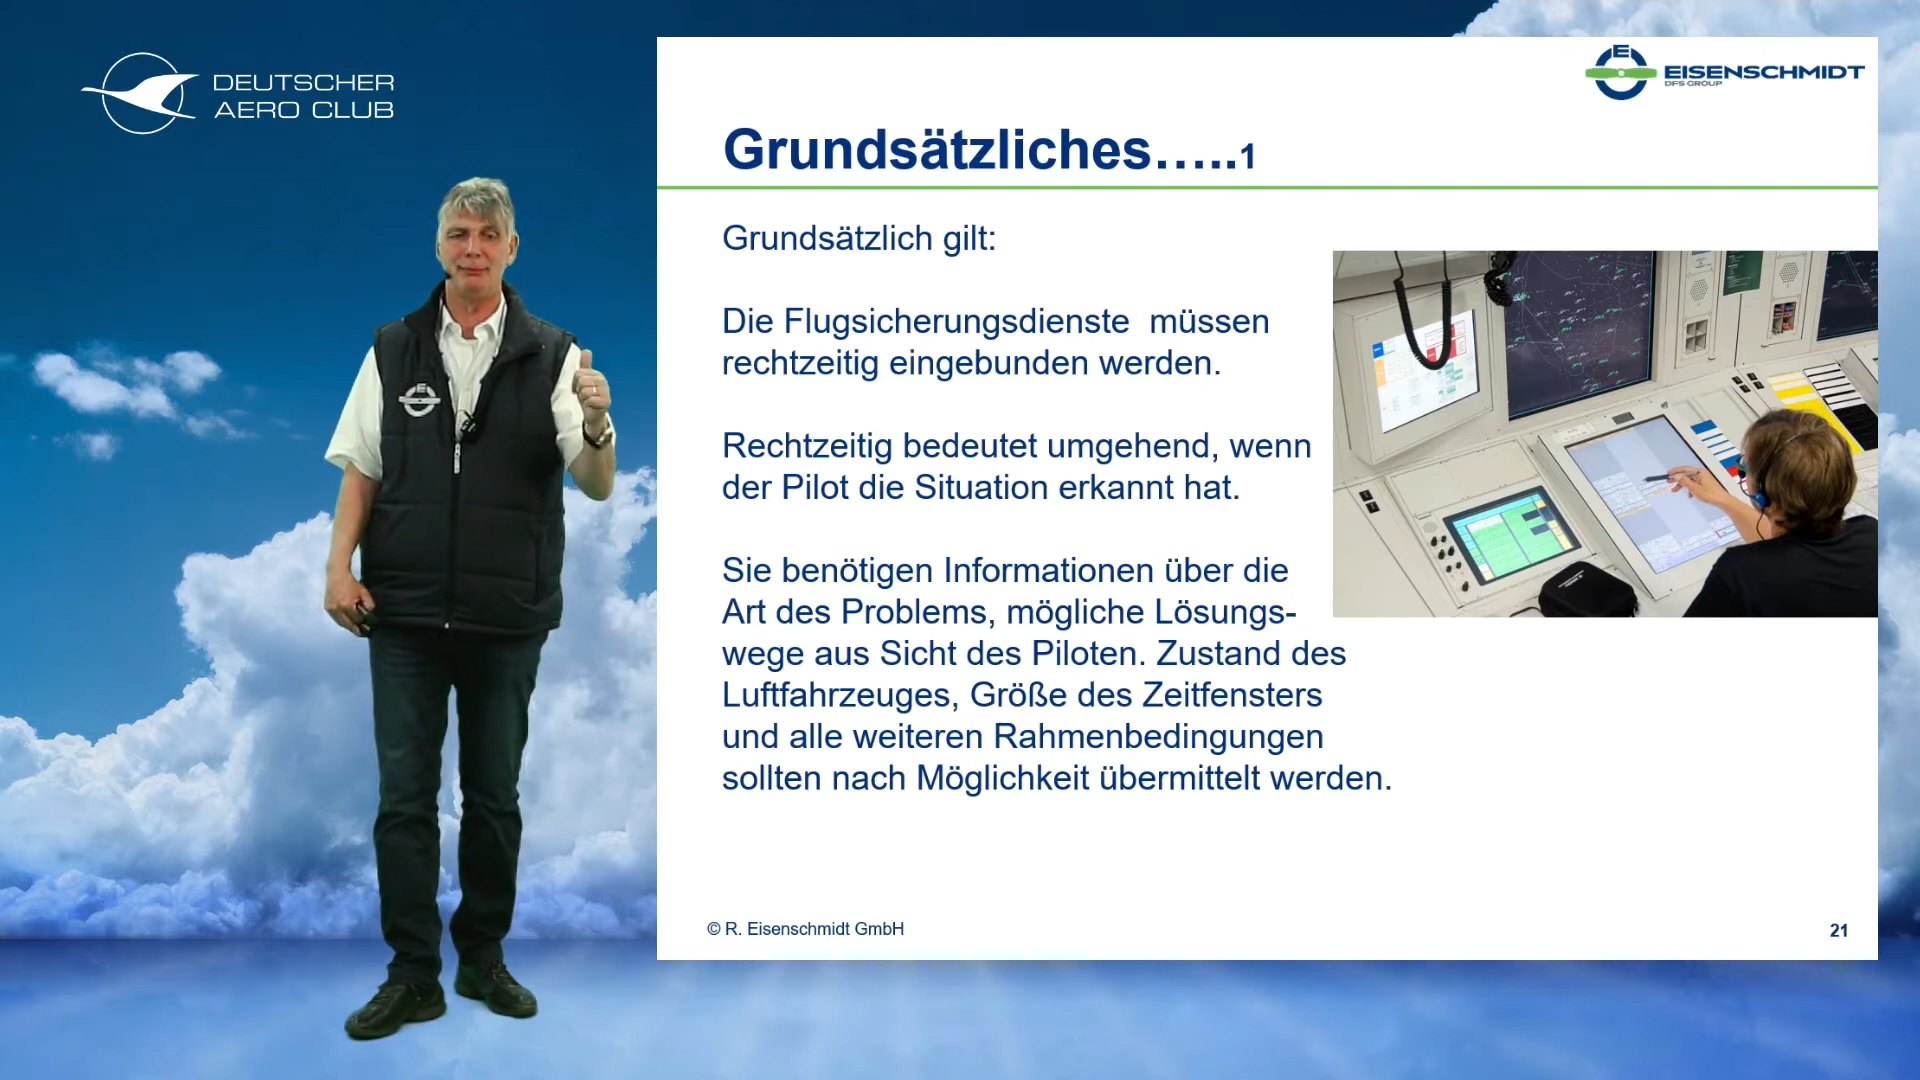 DEUTSCHER
AERO CLUB
EISENSCHMIDT
DFS GROUP
Grundsätzliches…..1
Grundsätzlich gilt:
Die Flugsicherungsdienste  müssen
rechtzeitig eingebunden werden.
Rechtzeitig bedeutet umgehend, wenn
der Pilot die Situation erkannt hat.
Sie benötigen Informationen über die
Art des Problems, mögliche Lösungs-
wege aus Sicht des Piloten. Zustand des
Luftfahrzeuges, Größe des Zeitfensters
und alle weiteren Rahmenbedingungen
sollten nach Möglichkeit übermittelt werden.
© R. Eisenschmidt GmbH
21